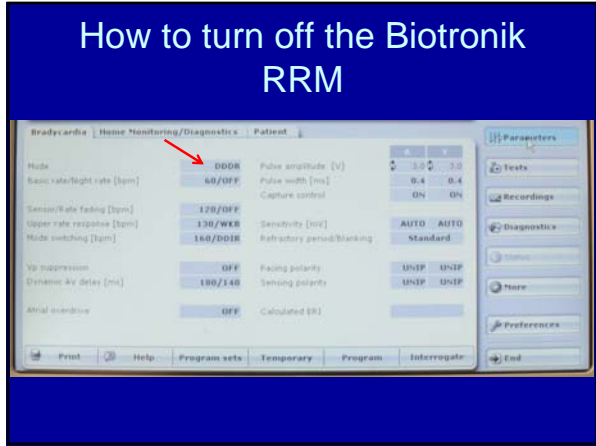 How to turn off the Biotronik
RRM
Bradycardia Home Monitoring/Diagnostics Patient
Parameters
A V
Mode DDDR Pulse amplitude [V] 3.0 3.0
Tests
Basic rate/Night rate [bpm] 60/OFF Pulse width [ms] 0.4 0.4
Capture control ON ON
Recordings
Sensor/Rate fading [bpm] 120/OFF
Upper rate response [bpm] 130/WKB Sensitivity [mV] AUTO AUTO
Diagnostics
Mode switching [bpm] 160/DDIR Refractory period/Blanking Standard
Status
Vp suppression OFF Pacing polarity UNIP UNIP
Dynamic AV delay [ms] 180/140 Sensing polarity UNIP UNIP
More
Atrial overdrive OFF Calculated ERI
Preferences
Print Help Program sets Temporary Program Interrogate
End